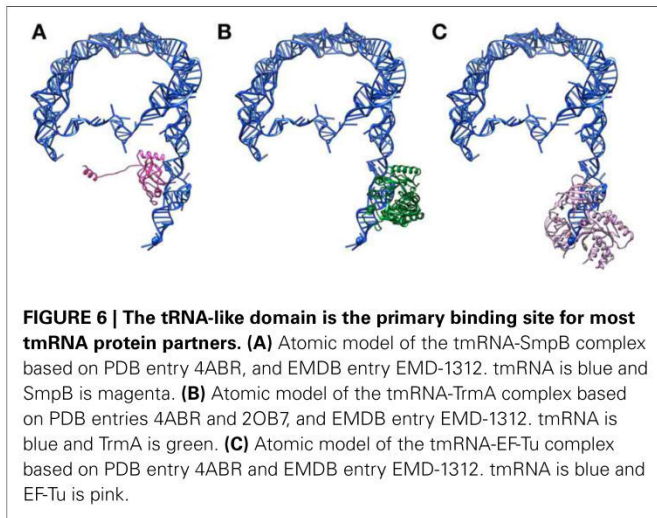 A
B
C
FIGURE 6 | The tRNA-like domain is the primary binding site for most
tmRNA protein partners. (A) Atomic model of the tmRNA-SmpB complex
based on PDB entry 4ABR, and EMDB entry EMD-1312. tmRNA is blue and
SmpB is magenta. (B) Atomic model of the tmRNA-TrmA complex based
on PDB entries 4ABR and 2OB7, and EMDB entry EMD-1312. tmRNA is
blue and TrmA is green. (C) Atomic model of the tmRNA-EF-Tu complex
based on PDB entry 4ABR and EMDB entry EMD-1312. tmRNA is blue and
EF-Tu is pink.